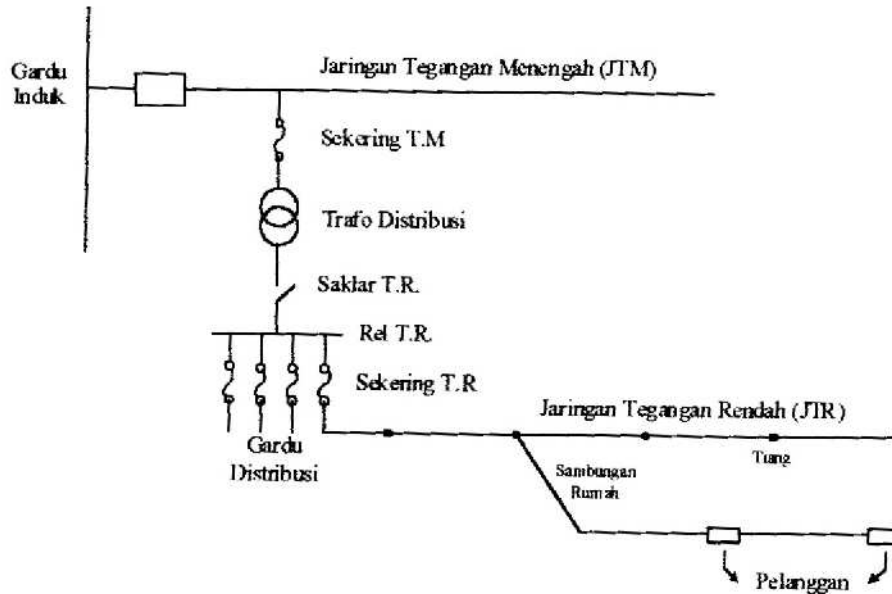 Gardu
Induk
Jaringan Tegangan Menengah (JTM)
Sekering T.M
Trafo Distribusi
Saklar T.R.
Rel T.R.
Sekering T.R
Jaringan Tegangan Rendah (JTR)
Gardu
Distribusi
Sambungan
Rumah
Tiang
Pelanggan